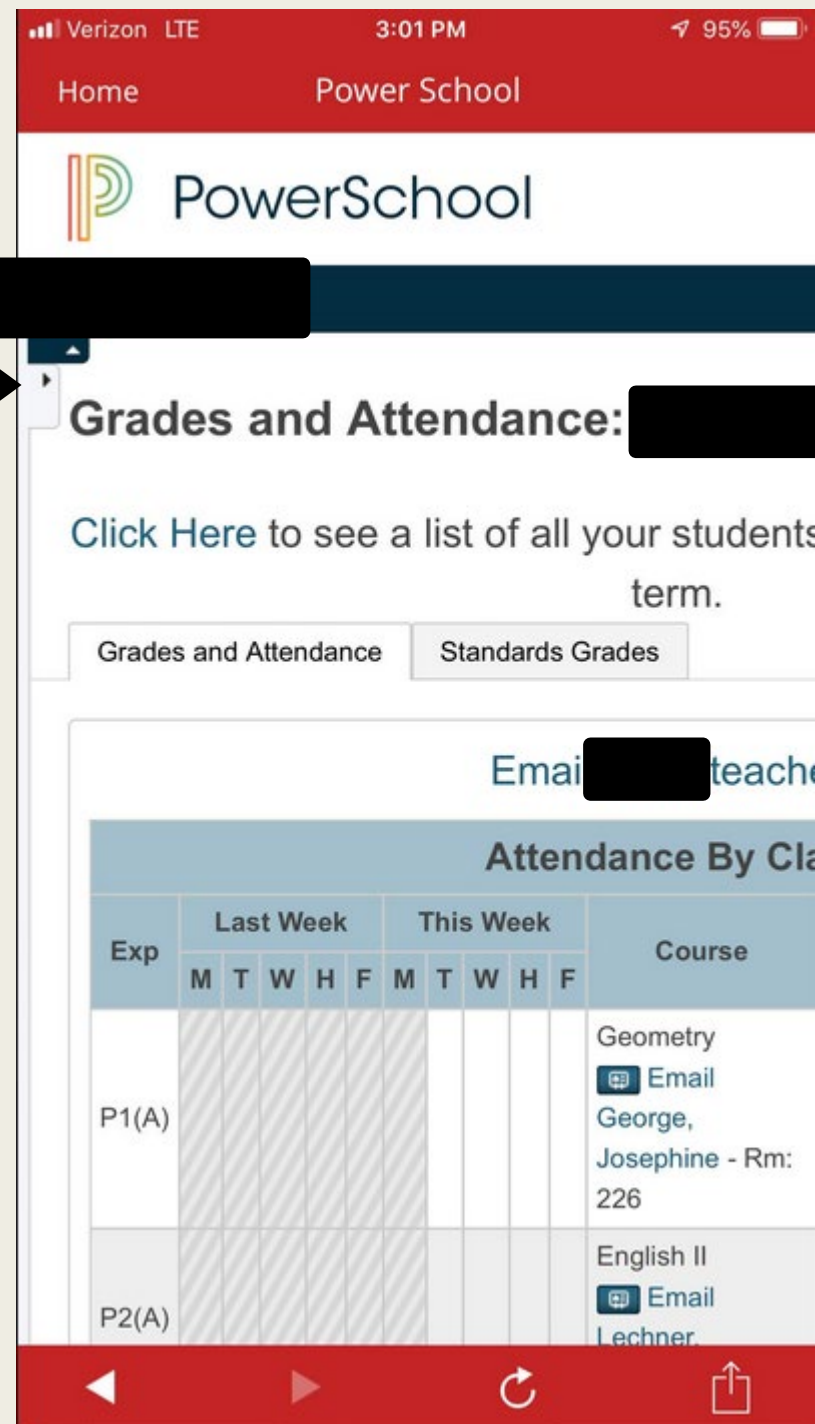 Verizon LTE 3:01 PM 95%
Home Power School
PowerSchool
Grades and Attendance:
Click Here to see a list of all your students
term.
Grades and Attendance Standards Grades
Emai teache
Attendance By Cla
Exp Last Week This Week Course
M T W H F M T W H F
P1(A) Geometry
Email
George,
Josephine - Rm:
226
P2(A) English II
Email
Lechner,